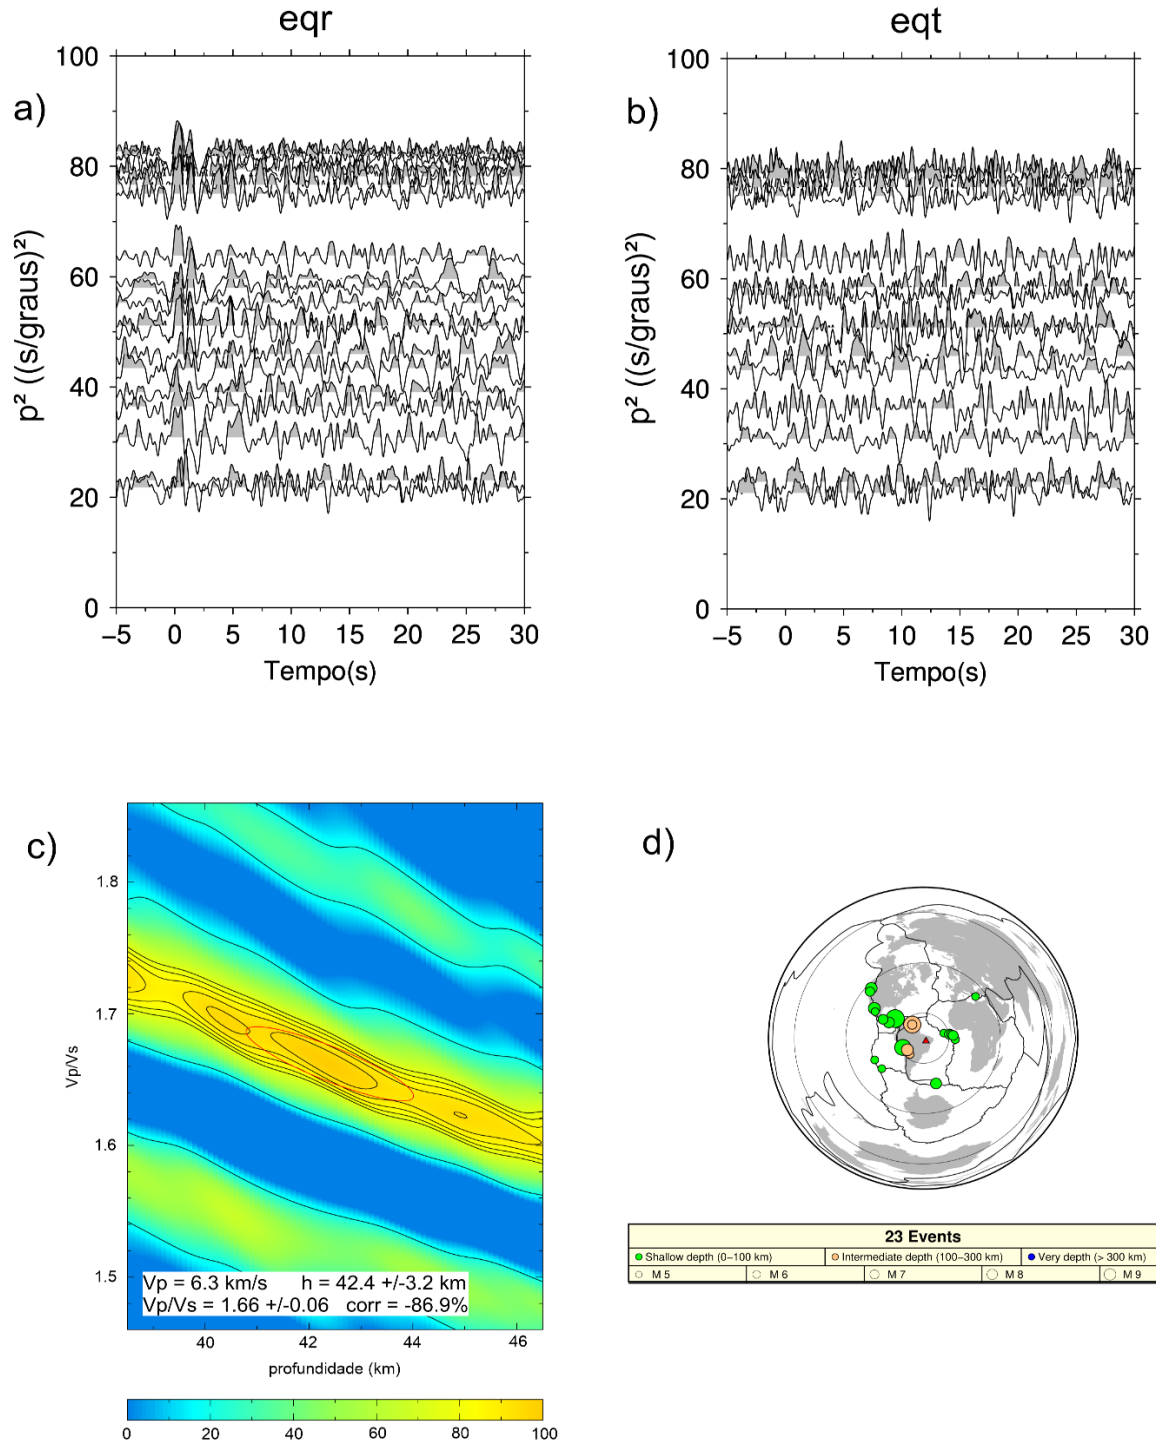 eqr
eqt
a)
b)
100
80
60
40
20
0
p² ((s/graus)²)
−5 0 5 10 15 20 25 30
Tempo(s)
100
80
60
40
20
0
p² ((s/graus)²)
−5 0 5 10 15 20 25 30
Tempo(s)
c)
1.8
1.7
1.6
1.5
Vp/Vs
Vp = 6.3 km/s h = 42.4 +/-3.2 km
Vp/Vs = 1.66 +/-0.06 corr = -86.9%
40 42 44 46
profundidade (km)
0 20 40 60 80 100
d)
23 Events
Shallow depth (0−100 km) Intermediate depth (100−300 km) Very depth (> 300 km)
M 5 M 6 M 7 M 8 M 9